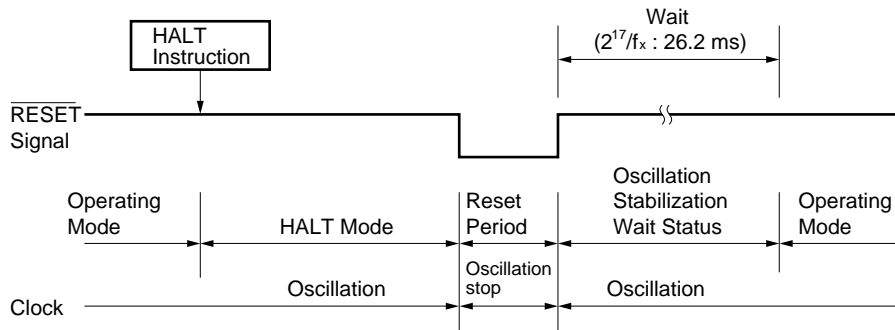 HALT
Instruction
Wait
(2¹⁷/fₓ : 26.2 ms)
RESET
Signal
Operating
Mode
HALT Mode
Reset
Period
Oscillation
Stabilization
Wait Status
Operating
Mode
Clock
Oscillation
Oscillation
stop
Oscillation